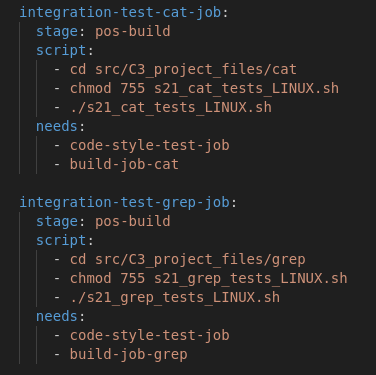 integration-test-cat-job:
  stage: pos-build
  script:
    - cd src/C3_project_files/cat
    - chmod 755 s21_cat_tests_LINUX.sh
    - ./s21_cat_tests_LINUX.sh
  needs:
    - code-style-test-job
    - build-job-cat

integration-test-grep-job:
  stage: pos-build
  script:
    - cd src/C3_project_files/grep
    - chmod 755 s21_grep_tests_LINUX.sh
    - ./s21_grep_tests_LINUX.sh
  needs:
    - code-style-test-job
    - build-job-grep